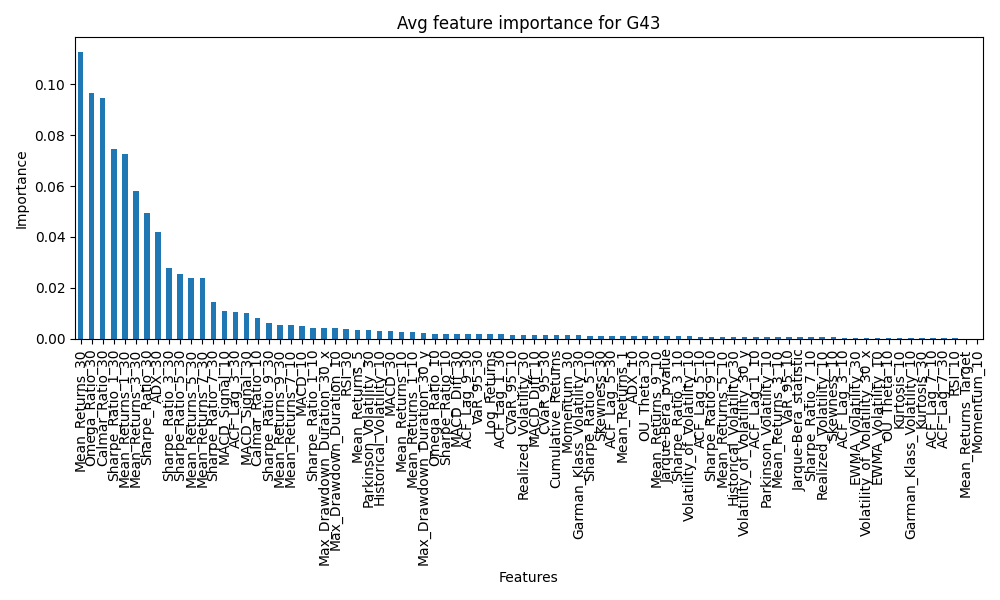 Avg feature importance for G43
Importance
0.10
0.08
0.06
0.04
0.02
0.00
Mean_Returns_30
Omega_Ratio_30
Calmar_Ratio_30
Sharpe_Ratio_1_30
Mean_Returns_1_30
Mean_Returns_3_30
Sharpe_Ratio_30
ADX_30
Sharpe_Ratio_3_30
Sharpe_Ratio_5_30
Mean_Returns_5_30
Mean_Returns_7_30
Sharpe_Ratio_7_30
MACD_Signal_10
ACF_Lag_3_30
MACD_Signal_30
Calmar_Ratio_10
Sharpe_Ratio_9_30
Mean_Returns_9_30
Mean_Returns_7_10
MACD_10
Sharpe_Ratio_1_10
Max_Drawdown_Duration_30_x
Max_Drawdown_Duration_10
RSI_30
Mean_Returns_5
Parkinson_Volatility_30
Historical_Volatility_10
MACD_30
Mean_Returns_10
Mean_Returns_1_10
Max_Drawdown_Duration_30_y
Omega_Ratio_10
Sharpe_Ratio_10
MACD_Diff_30
ACF_Lag_9_30
VaR_95_30
Log_Returns
ACF_Lag_1_30
CVaR_95_10
Realized_Volatility_30
MACD_Diff_10
CVaR_95_30
Cumulative_Returns
Momentum_30
Garman_Klass_Volatility_30
Sharpe_Ratio_5_10
Skewness_30
ACF_Lag_5_30
Mean_Returns_1
ADX_10
OU_Theta_30
Mean_Returns_9_10
Jarque-Bera_pvalue
Sharpe_Ratio_3_10
Volatility_of_Volatility_10
ACF_Lag_5_10
Sharpe_Ratio_9_10
Mean_Returns_5_10
Historical_Volatility_30
Volatility_of_Volatility_30_y
ACF_Lag_1_10
Parkinson_Volatility_10
Mean_Returns_3_10
VaR_95_10
Jarque-Bera_statistic
Sharpe_Ratio_7_10
Realized_Volatility_10
Skewness_10
ACF_Lag_3_10
EWMA_Volatility_30
Volatility_of_Volatility_30_x
EWMA_Volatility_10
OU_Theta_10
Kurtosis_10
Garman_Klass_Volatility_10
Kurtosis_30
ACF_Lag_7_10
ACF_Lag_7_30
RSI_10
Mean_Returns_target
Momentum_10
Features